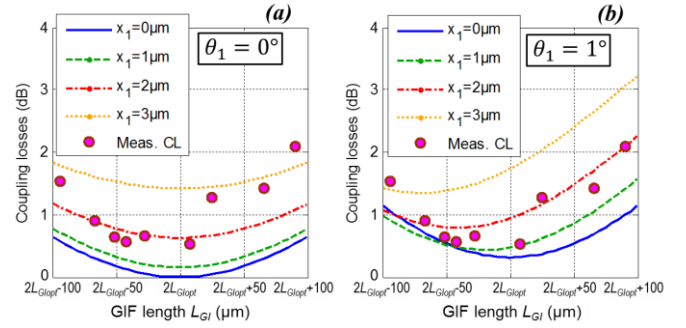 (a)
θ1 = 0°
x1=0µm
x1=1µm
x1=2µm
x1=3µm
Meas. CL
Coupling losses (dB)
4
3
2
1
0
2LGIopt-100 2LGIopt-50 2LGIopt 2LGIopt+50 2LGIopt+100
GIF length LGI (µm)
(b)
θ1 = 1°
x1=0µm
x1=1µm
x1=2µm
x1=3µm
Meas. CL
Coupling losses (dB)
4
3
2
1
0
2LGIopt-100 2LGIopt-50 2LGIopt 2LGIopt+50 2LGIopt+100
GIF length LGI (µm)